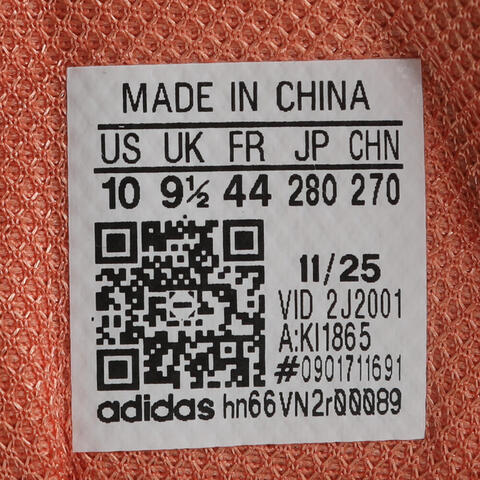 MADE IN CHINA
US UK FR JP CHN
10 9½ 44 280 270
11/25
VID 2J2001
A:KI1865
#0901711691
adidas hn66VN2r00089